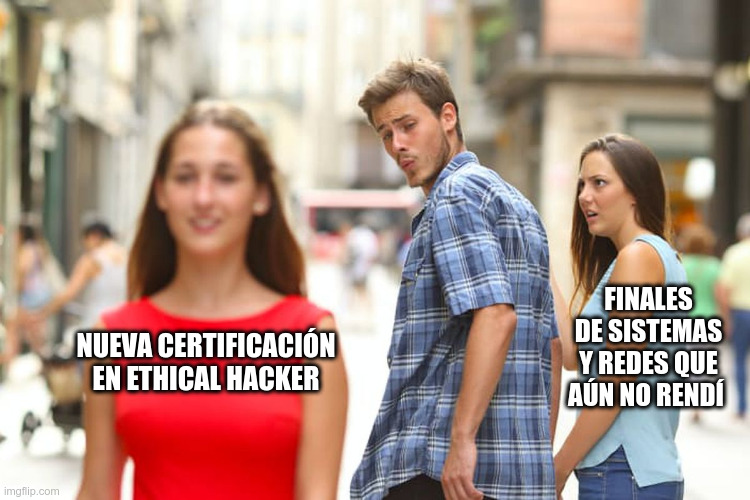 NUEVA CERTIFICACIÓN
EN ETHICAL HACKER
FINALES
DE SISTEMAS
Y REDES QUE
AÚN NO RENDÍ
imgflip.com